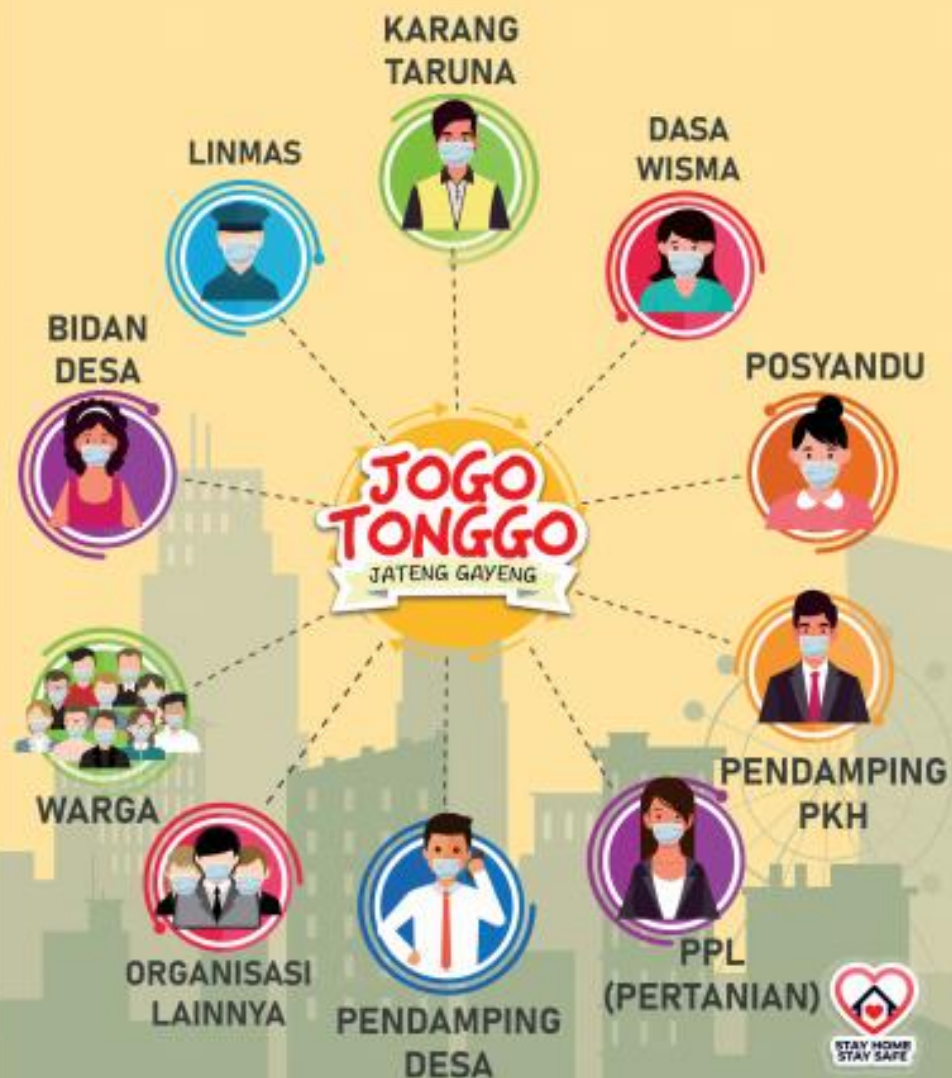 KARANG
TARUNA
LINMAS
DASA
WISMA
BIDAN
DESA
POSYANDU
JOGO
TONGGO
JATENG GAYENG
WARGA
PENDAMPING
PKH
ORGANISASI
LAINNYA
PENDAMPING
DESA
PPL
(PERTANIAN)
STAY HOME
STAY SAFE